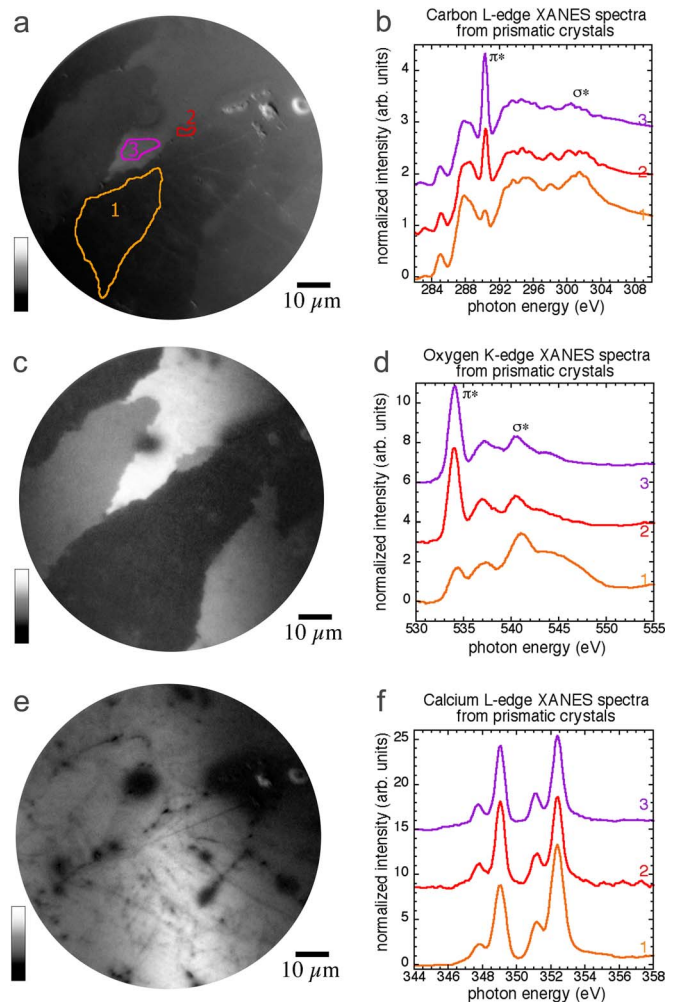 a
1
2
3
10 µm
b
Carbon L-edge XANES spectra
from prismatic crystals
normalized intensity (arb. units)
4
3
2
1
0
π*
σ*
3
2
1
284 288 292 296 300 304 308
photon energy (eV)
c
10 µm
d
Oxygen K-edge XANES spectra
from prismatic crystals
normalized intensity (arb. units)
10
8
6
4
2
0
π*
σ*
3
2
1
530 535 540 545 550 555
photon energy (eV)
e
10 µm
f
Calcium L-edge XANES spectra
from prismatic crystals
normalized intensity (arb. units)
25
20
15
10
5
0
3
2
1
344 346 348 350 352 354 356 358
photon energy (eV)